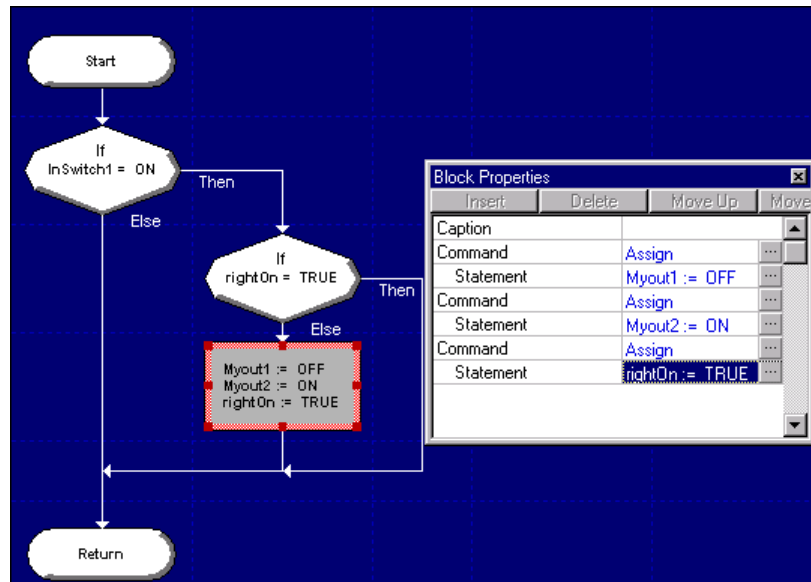 Start
If
InSwitch1 = ON
Then
Else
If
rightOn = TRUE
Then
Else
Myout1 := OFF
Myout2 := ON
rightOn := TRUE
Return
Block Properties
Insert Delete Move Up Move
Caption
Command Assign ...
Statement Myout1 := OFF ...
Command Assign ...
Statement Myout2 := ON ...
Command Assign ...
Statement rightOn := TRUE ...